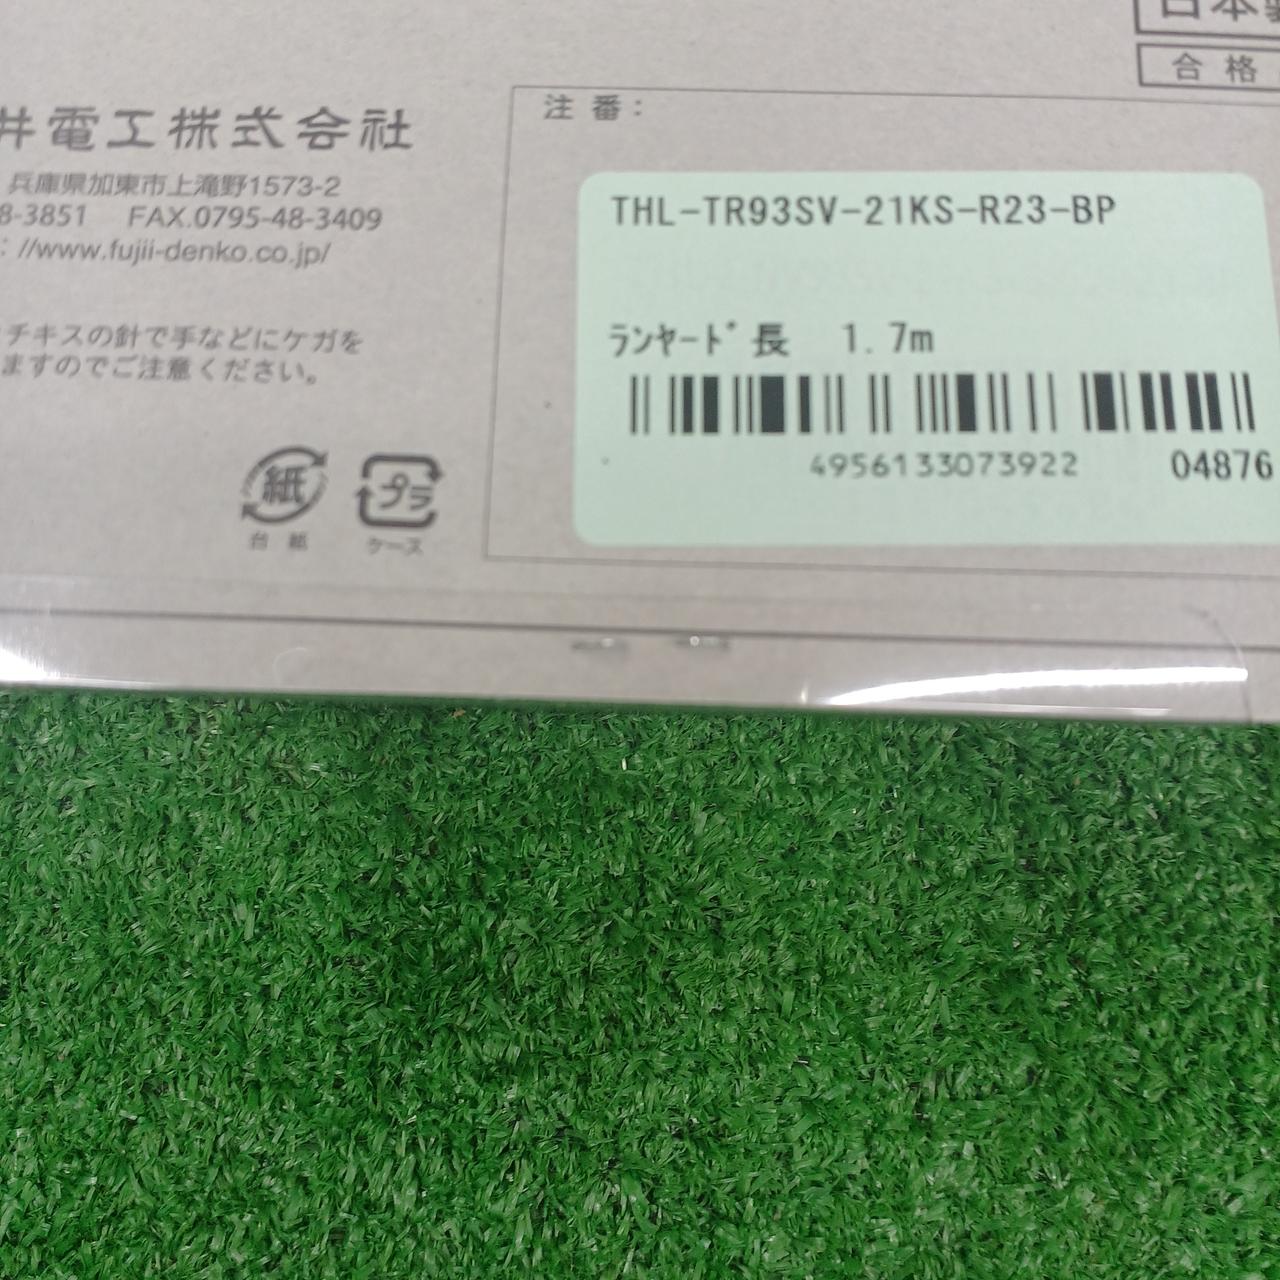 日本製
合格
井電工株式会社
兵庫県加東市上滝野1573-2
8-3851 FAX.0795-48-3409
: //www.fujii-denko.co.jp/
チキスの針で手などにケガを
ますのでご注意ください。
紙
台紙
プラ
ケース
注番:
THL-TR93SV-21KS-R23-BP
ﾗﾝﾔｰﾄﾞ長 1.7m
4956133073922 04876